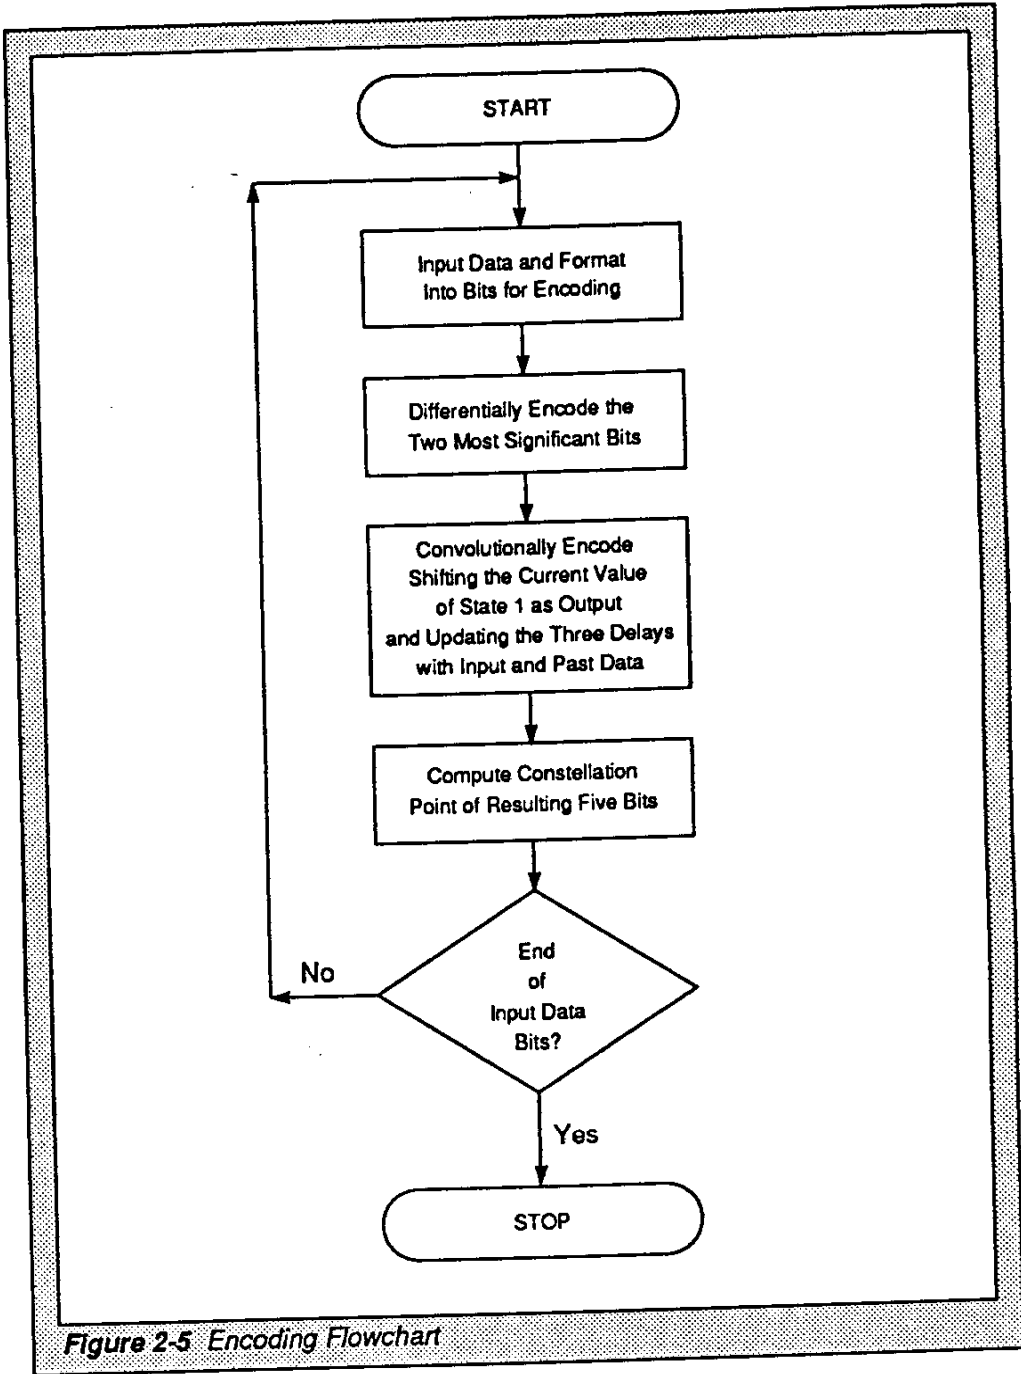 START
Input Data and Format
Into Bits for Encoding
Differentially Encode the
Two Most Significant Bits
Convolutionally Encode
Shifting the Current Value
of State 1 as Output
and Updating the Three Delays
with Input and Past Data
Compute Constellation
Point of Resulting Five Bits
End
of
Input Data
Bits?
No
Yes
STOP
Figure 2-5 Encoding Flowchart